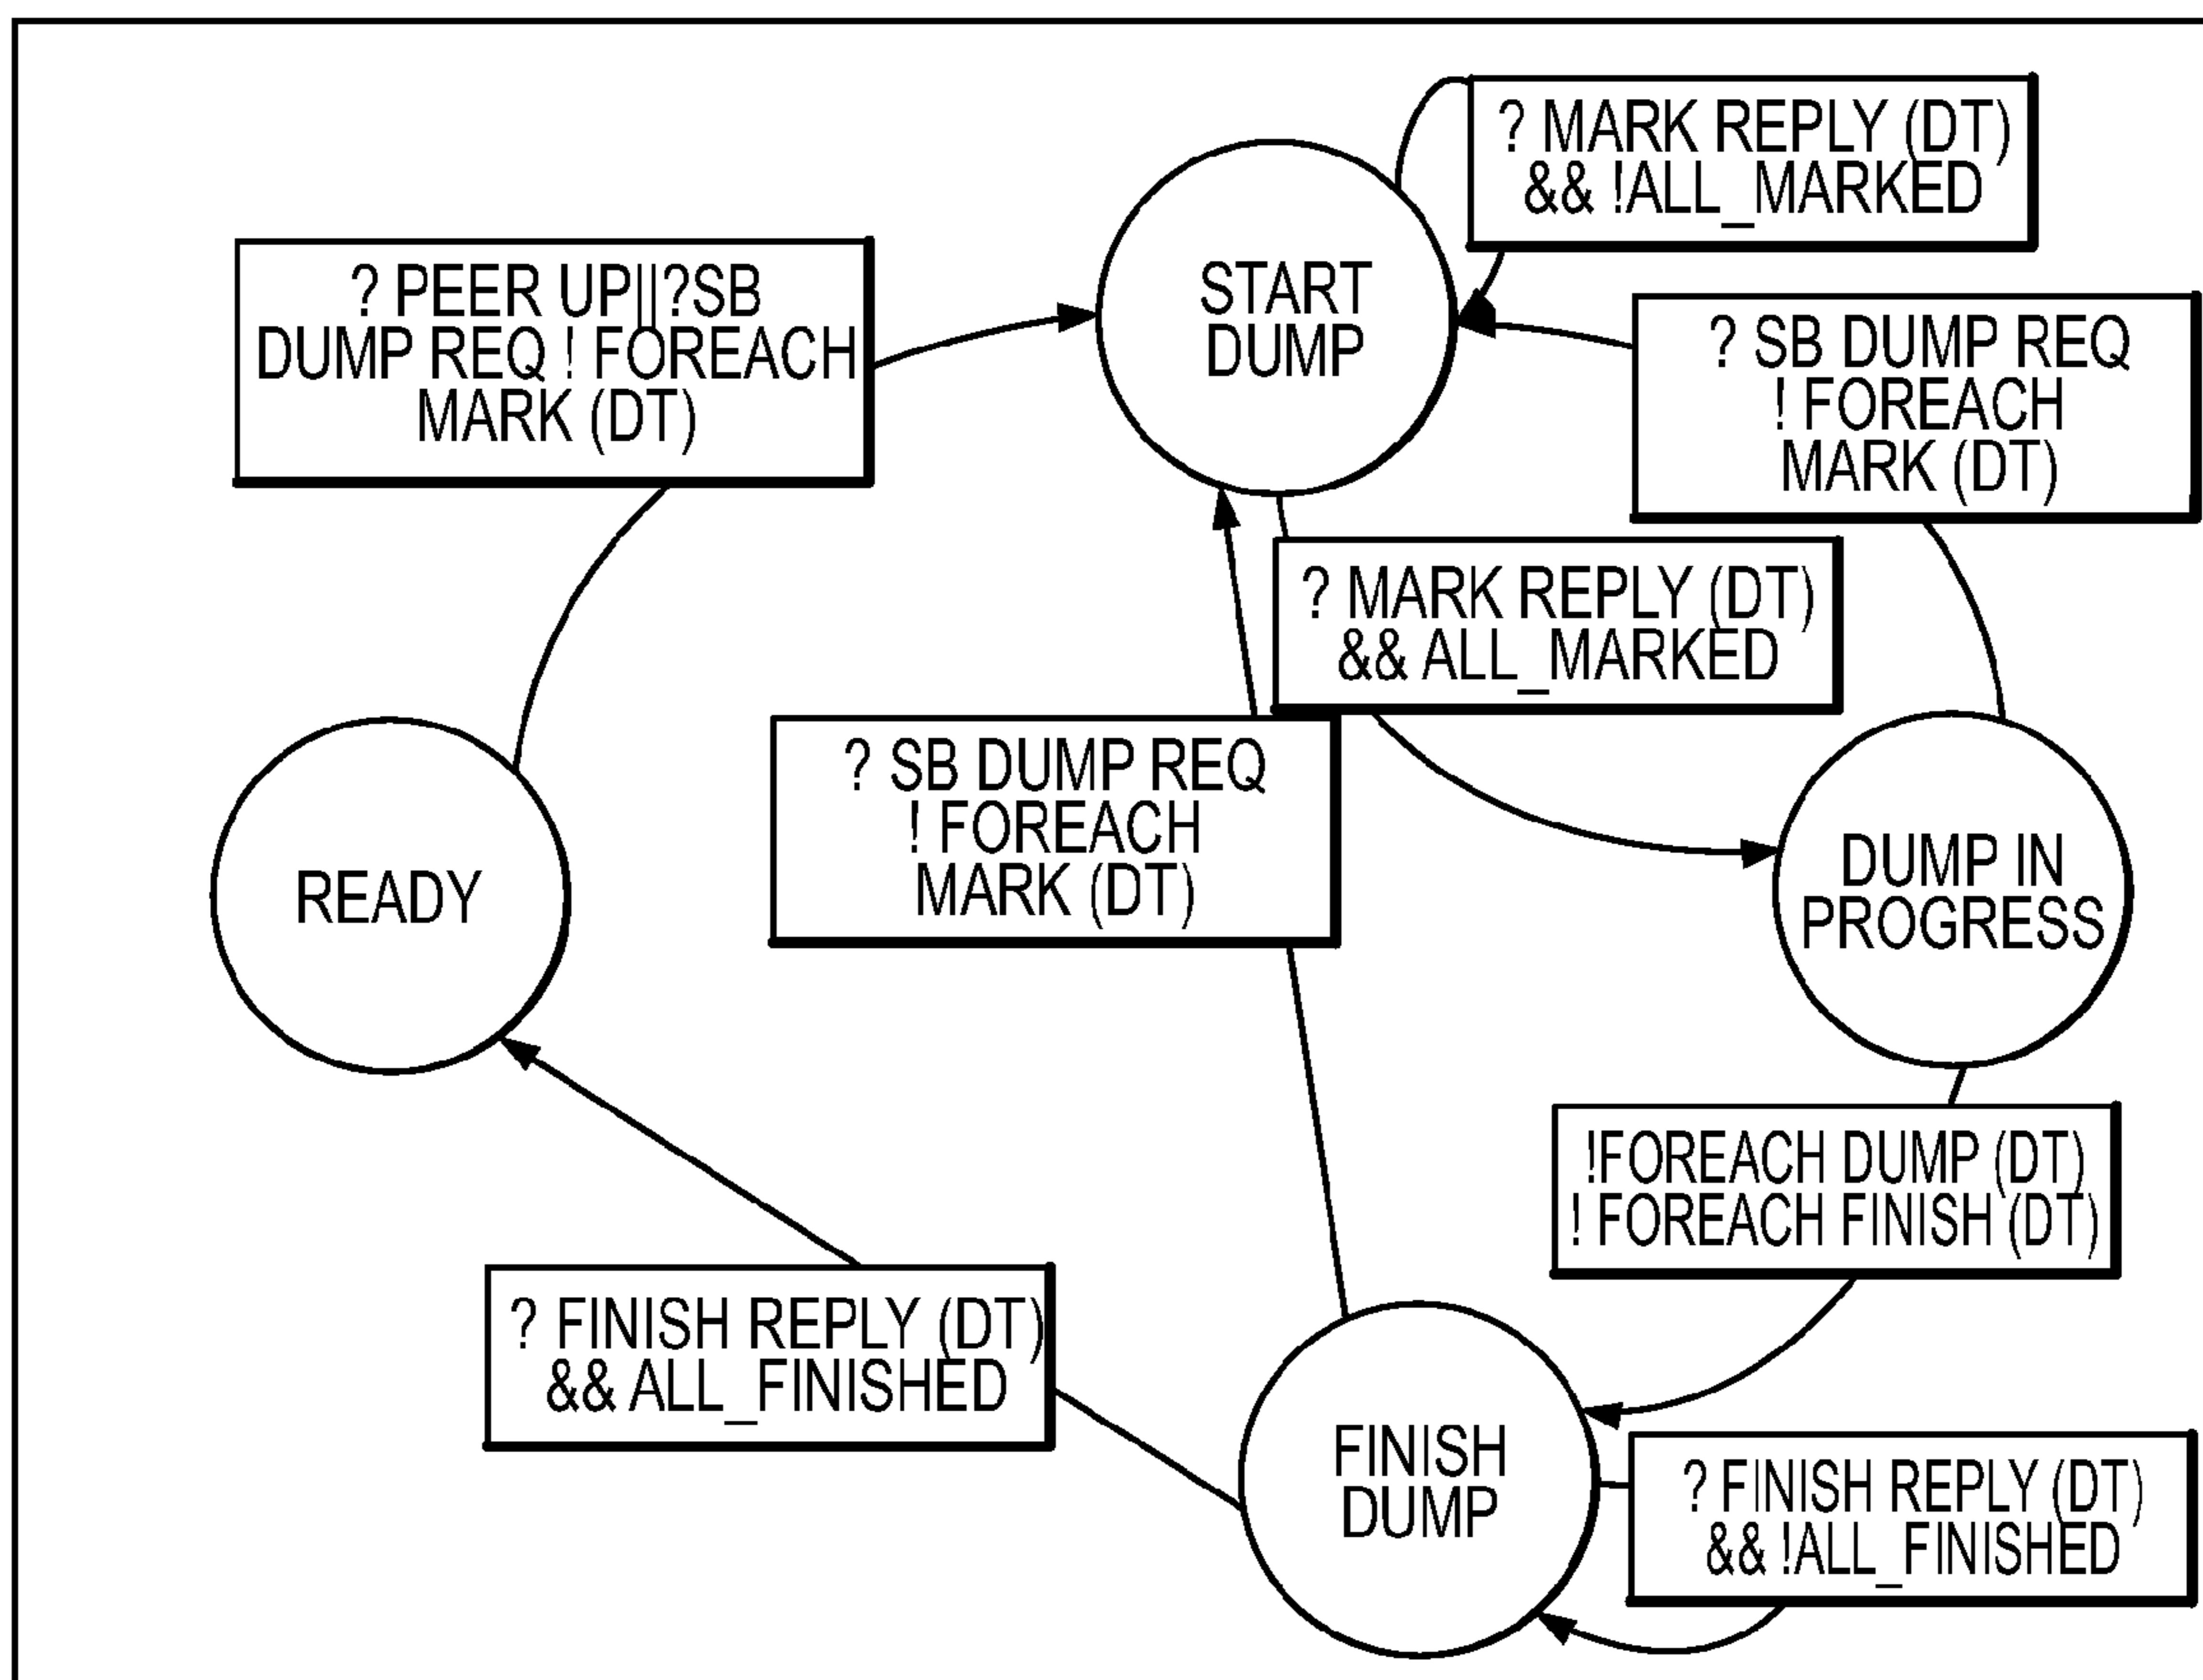 ? MARK REPLY (DT)
&& !ALL_MARKED
? PEER UP||?SB
DUMP REQ ! FOREACH
MARK (DT)
START
DUMP
? SB DUMP REQ
! FOREACH
MARK (DT)
? MARK REPLY (DT)
&& ALL_MARKED
? SB DUMP REQ
! FOREACH
MARK (DT)
READY
DUMP IN
PROGRESS
!FOREACH DUMP (DT)
! FOREACH FINISH (DT)
? FINISH REPLY (DT)
&& ALL_FINISHED
FINISH
DUMP
? FINISH REPLY (DT)
&& !ALL_FINISHED